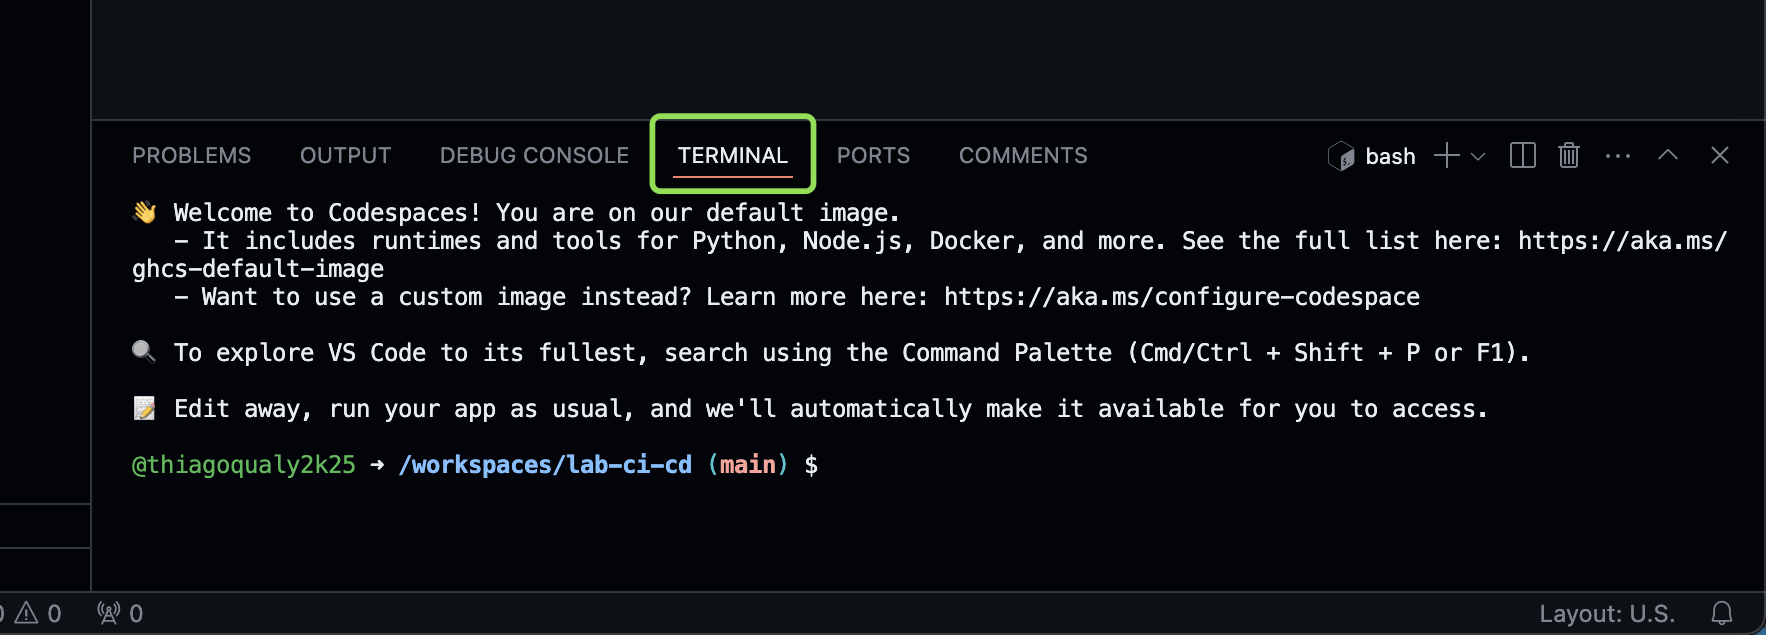 PROBLEMS OUTPUT DEBUG CONSOLE TERMINAL PORTS COMMENTS bash
👋 Welcome to Codespaces! You are on our default image.
- It includes runtimes and tools for Python, Node.js, Docker, and more. See the full list here: https://aka.ms/
ghcs-default-image
- Want to use a custom image instead? Learn more here: https://aka.ms/configure-codespace
🔍 To explore VS Code to its fullest, search using the Command Palette (Cmd/Ctrl + Shift + P or F1).
📝 Edit away, run your app as usual, and we'll automatically make it available for you to access.
@thiagoqualy2k25 ➜ /workspaces/lab-ci-cd (main) $
0 0 Layout: U.S.